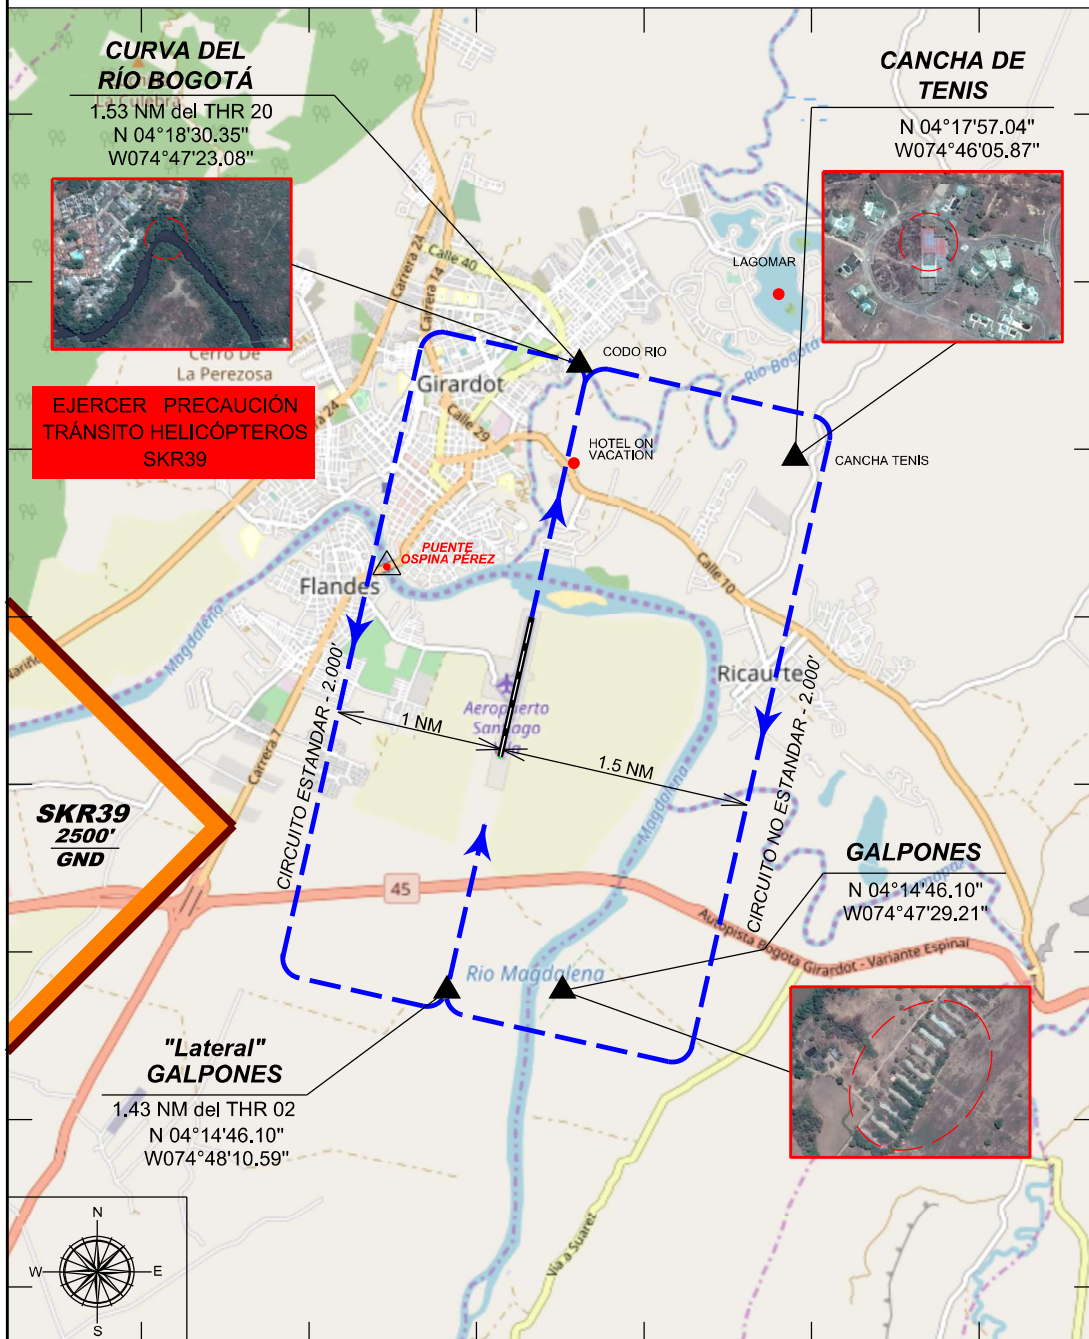 CURVA DEL
RÍO BOGOTÁ
1.53 NM del THR 20
N 04°18'30.35"
W074°47'23.08"
CANCHA DE
TENIS
N 04°17'57.04"
W074°46'05.87"
La Culebra
Carrera 24
Calle 40
Carrera 14
LAGOMAR
Cerro De
La Perezosa
CODO RIO
Río Bogotá
Girardot
EJERCER PRECAUCIÓN
TRÁNSITO HELICÓPTEROS
SKR39
Calle 29
HOTEL ON
VACATION
CANCHA TENIS
PUENTE
OSPINA PÉREZ
Flandes
Calle 10
Magdalena
Nariño
Ricaurte
Aeropuerto
Santiago
CIRCUITO ESTANDAR - 2.000'
1 NM
1.5 NM
CIRCUITO NO ESTANDAR - 2.000'
Carrera 7
Magdalena
SKR39
2500'
GND
45
GALPONES
N 04°14'46.10"
W074°47'29.21"
Autopista Bogota Girardot - Variante Espinal
Rio Magdalena
"Lateral"
GALPONES
1.43 NM del THR 02
N 04°14'46.10"
W074°48'10.59"
Vía a Suárez
N
W
E
S